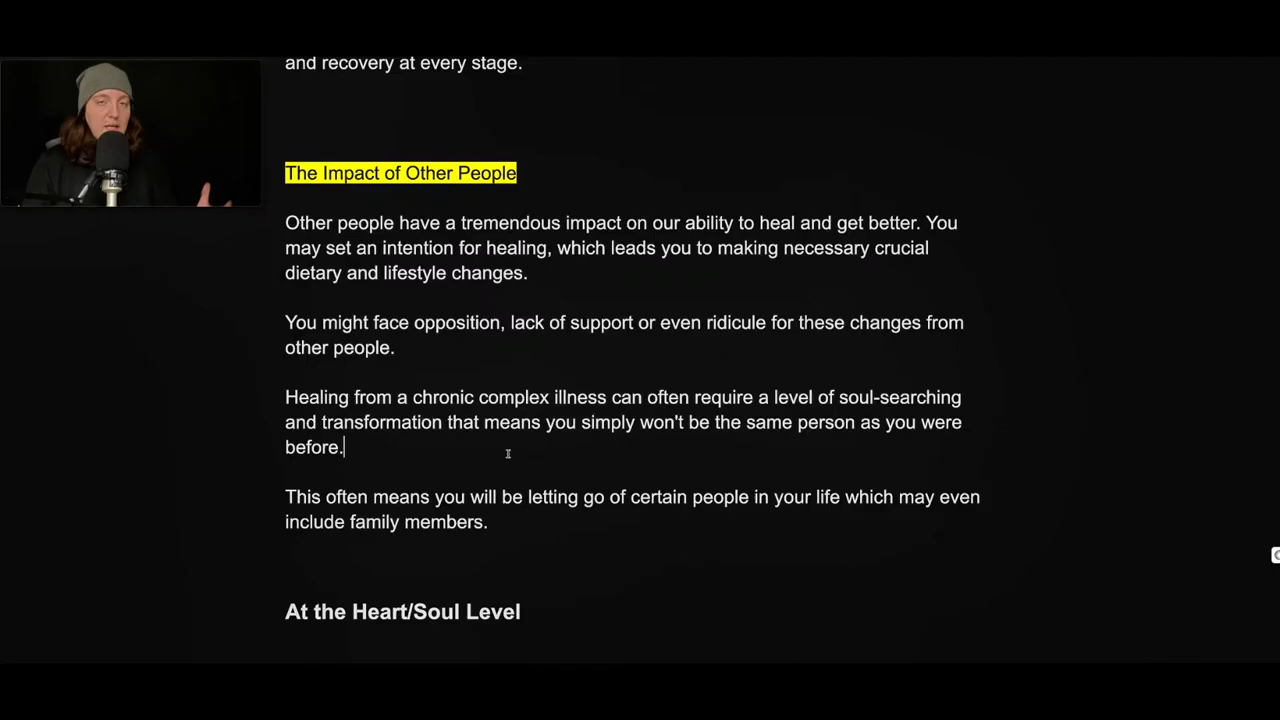 and recovery at every stage.
The Impact of Other People
Other people have a tremendous impact on our ability to heal and get better. You
may set an intention for healing, which leads you to making necessary crucial
dietary and lifestyle changes.
You might face opposition, lack of support or even ridicule for these changes from
other people.
Healing from a chronic complex illness can often require a level of soul-searching
and transformation that means you simply won't be the same person as you were
before.
This often means you will be letting go of certain people in your life which may even
include family members.
At the Heart/Soul Level